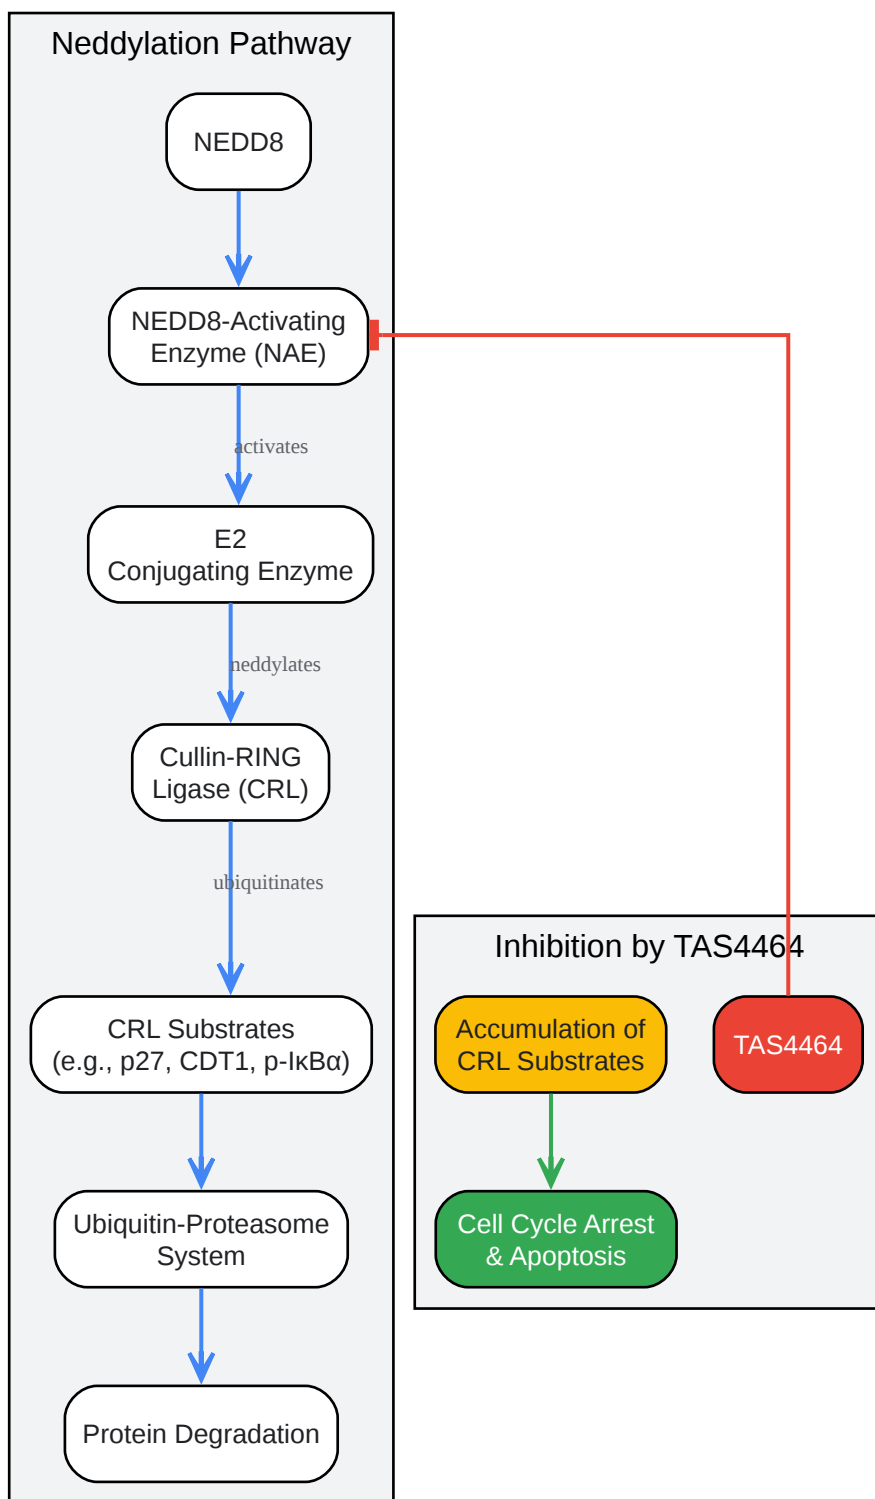 Neddylation Pathway
NEDD8
NEDD8-Activating
Enzyme (NAE)
activates
E2
Conjugating Enzyme
neddylates
Cullin-RING
Ligase (CRL)
ubiquitinates
CRL Substrates
(e.g., p27, CDT1, p-IκBα)
Ubiquitin-Proteasome
System
Protein Degradation
Inhibition by TAS4464
Accumulation of
CRL Substrates
TAS4464
Cell Cycle Arrest
& Apoptosis